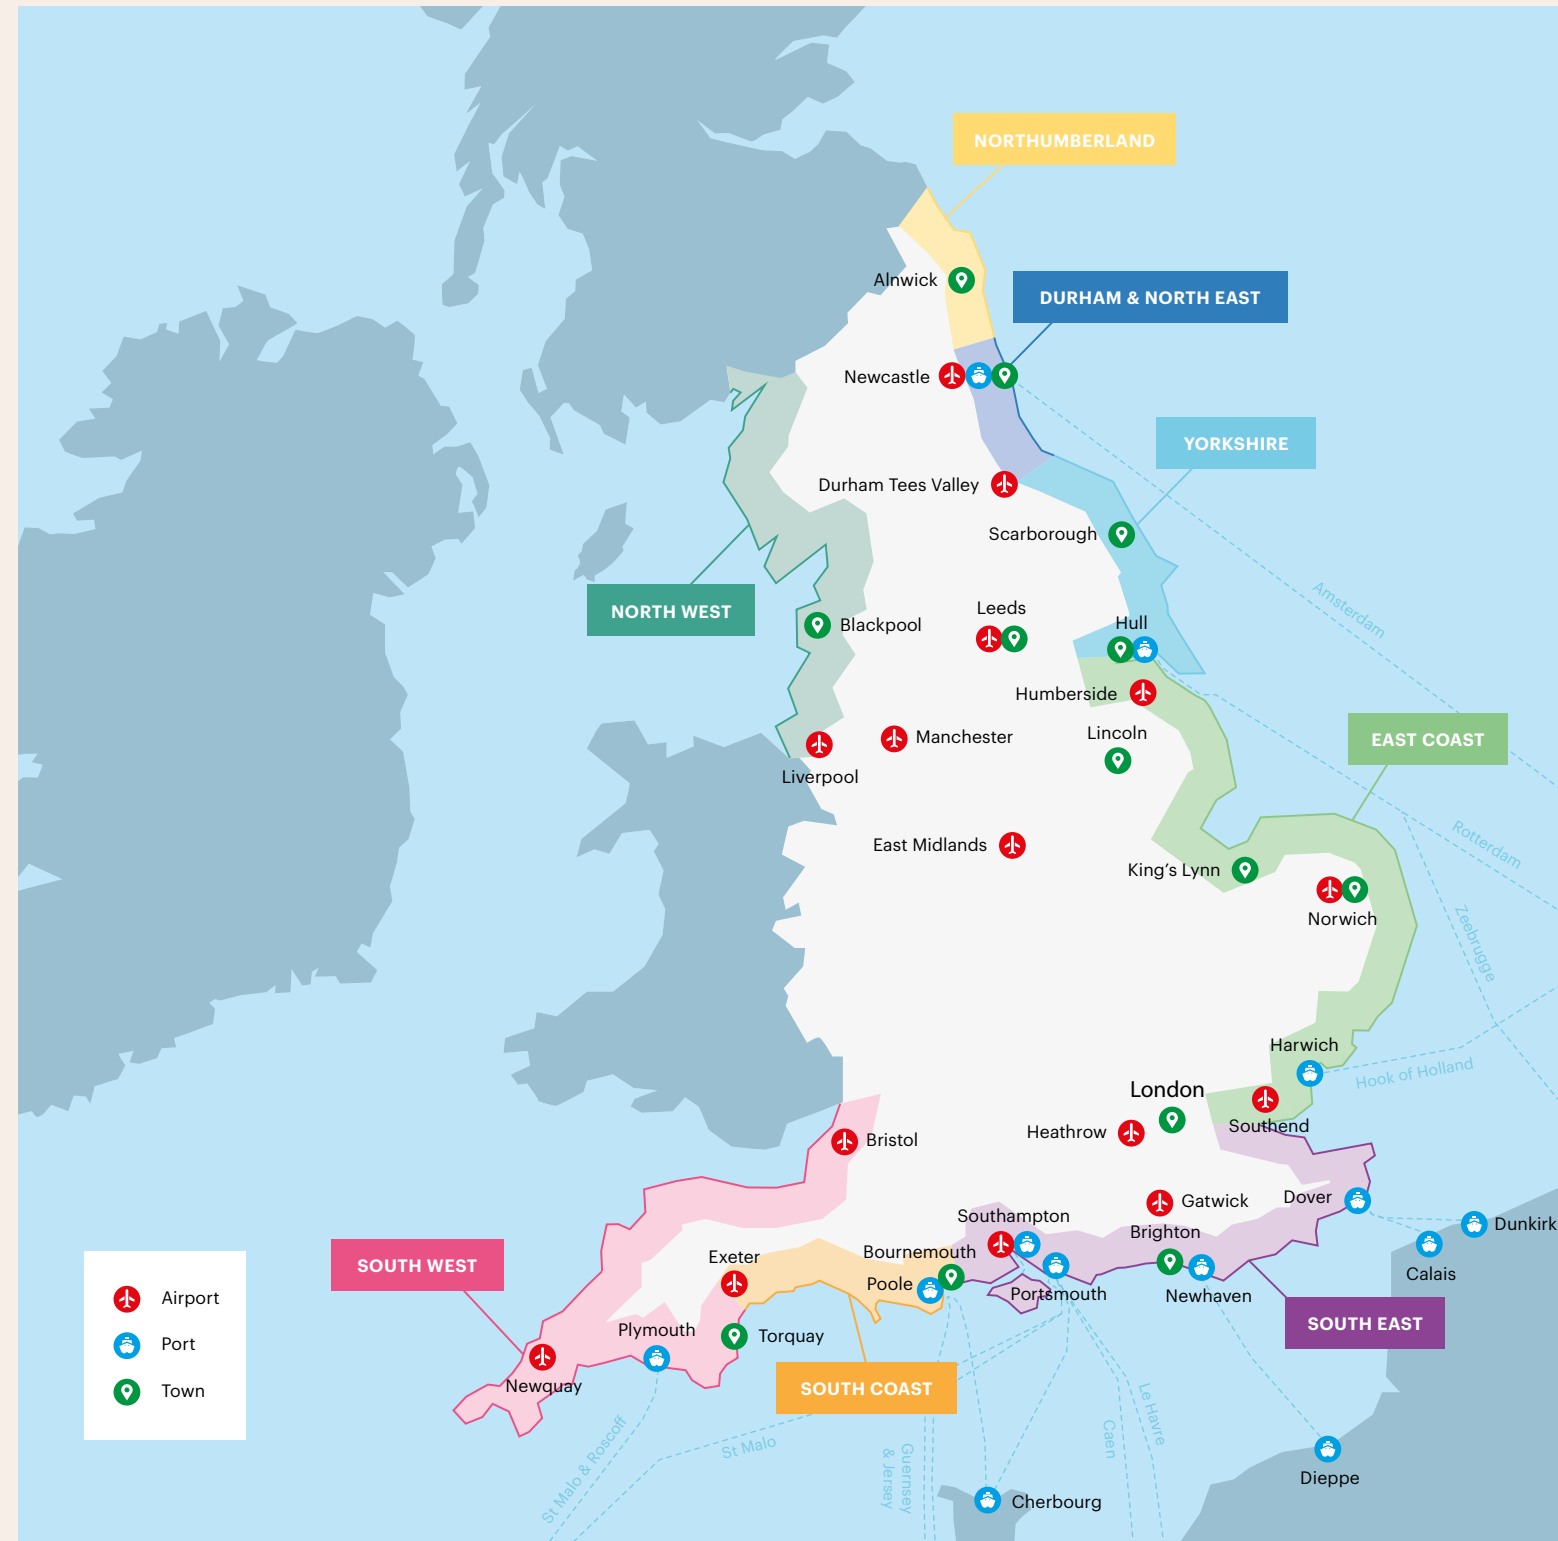 NORTHUMBERLAND
Alnwick
DURHAM & NORTH EAST
Newcastle
YORKSHIRE
Durham Tees Valley
Scarborough
Amsterdam
NORTH WEST
Leeds
Blackpool
Hull
Humberside
Manchester
Lincoln
EAST COAST
Liverpool
East Midlands
Rotterdam
King’s Lynn
Norwich
Zeebrugge
Harwich
Hook of Holland
London
Southend
Heathrow
Bristol
Gatwick
Dover
Southampton
Dunkirk
Brighton
Bournemouth
Exeter
SOUTH WEST
Poole
Calais
Portsmouth
Newhaven
Airport
SOUTH EAST
Plymouth
Torquay
Port
Newquay
SOUTH COAST
Town
Le Havre
Caen
St Malo
St Malo & Roscoff
Guernsey
& Jersey
Dieppe
Cherbourg